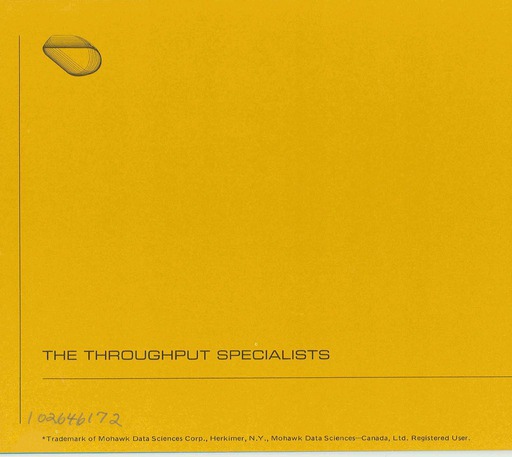 THE THROUGHPUT SPECIALISTS
102646172
*Trademark of Mohawk Data Sciences Corp., Herkimer, N.Y., Mohawk Data Sciences—Canada, Ltd. Registered User.